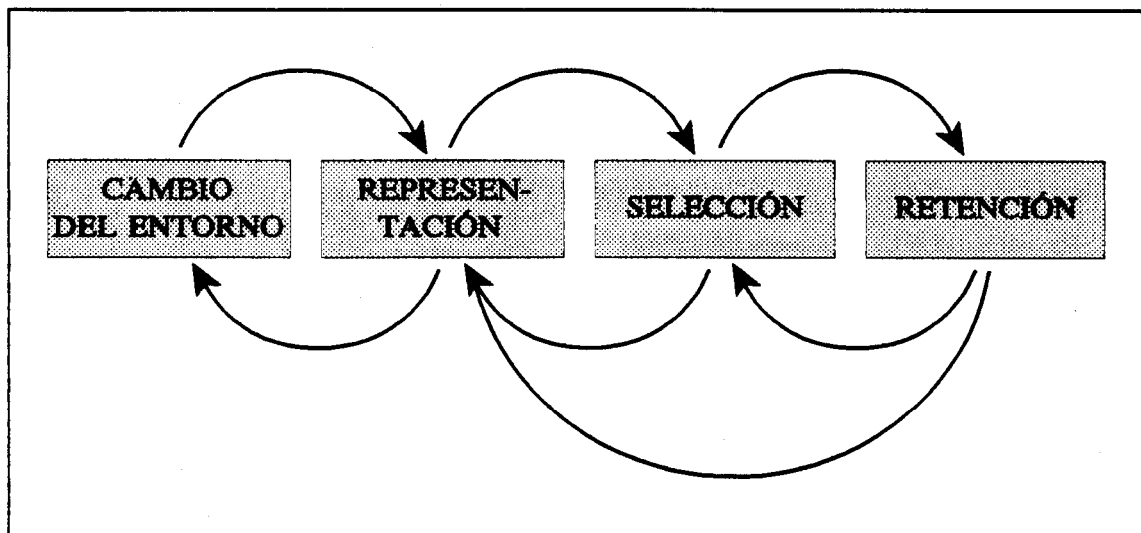 CAMBIO
DEL ENTORNO
REPRESEN-
TACIÓN
SELECCIÓN
RETENCIÓN